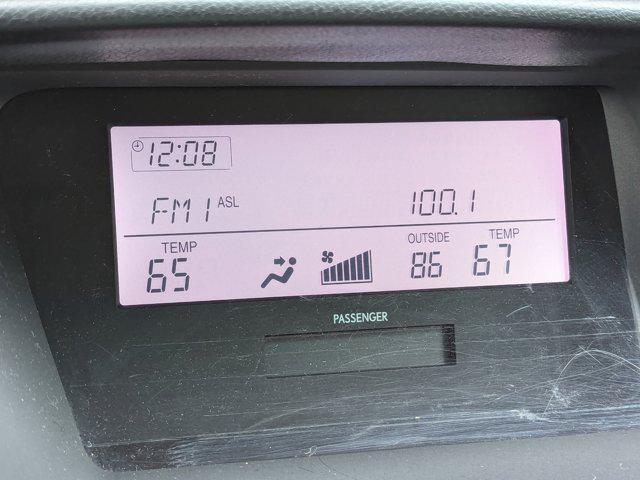 12:08
FM1 ASL 100.1
TEMP OUTSIDE TEMP
65 86 67
PASSENGER